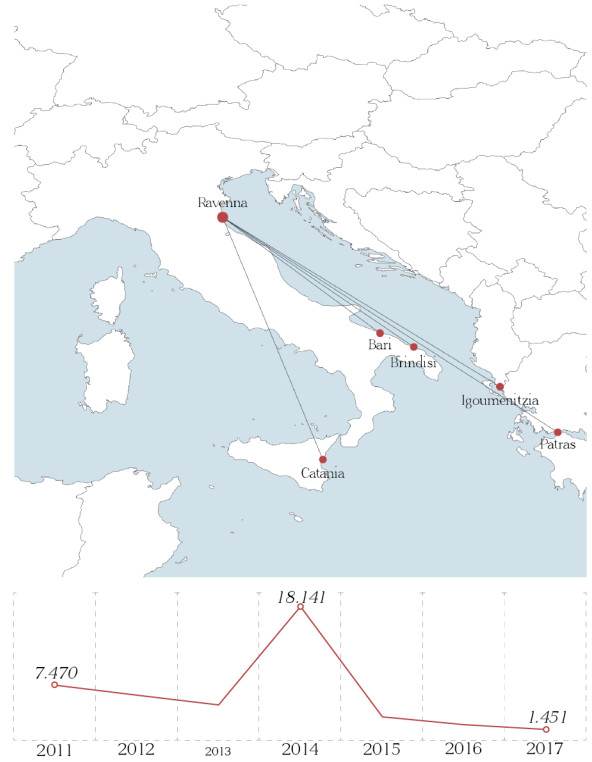 Ravenna
Bari
Brindisi
Igoumenitzia
Patras
Catania
18.141
7.470
1.451
2011 2012 2013 2014 2015 2016 2017